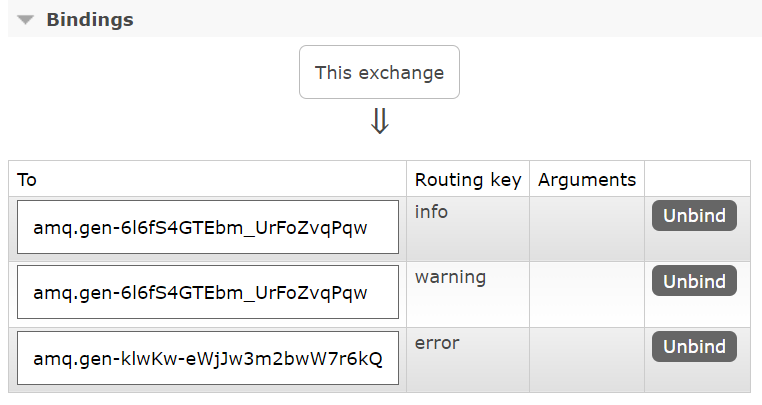 Bindings
This exchange
⇓
To Routing key Arguments
amq.gen-6l6fS4GTEbm_UrFoZvqPqw info Unbind
amq.gen-6l6fS4GTEbm_UrFoZvqPqw warning Unbind
amq.gen-klwKw-eWjJw3m2bwW7r6kQ error Unbind